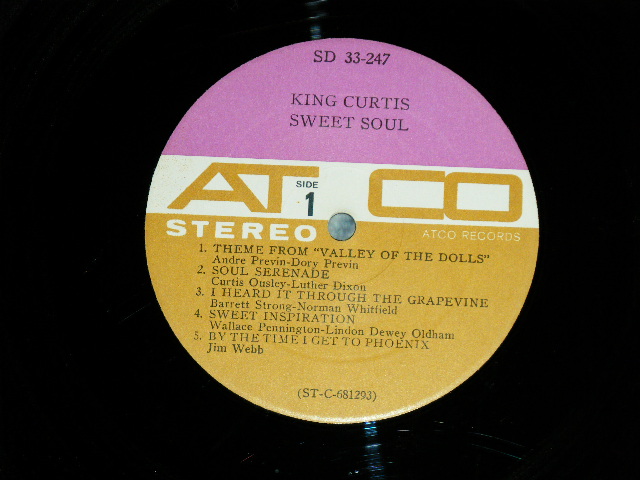 SD 33-247
KING CURTIS
SWEET SOUL
ATCO
SIDE
1
STEREO
ATCO RECORDS
1. THEME FROM "VALLEY OF THE DOLLS"
Andre Previn-Dory Previn
2. SOUL SERENADE
Curtis Ousley-Luther Dixon
3. I HEARD IT THROUGH THE GRAPEVINE
Barrett Strong-Norman Whitfield
4. SWEET INSPIRATION
Wallace Pennington-Lindon Dewey Oldham
5. BY THE TIME I GET TO PHOENIX
Jim Webb
(ST-C-681293)